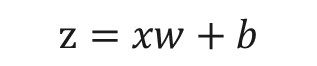 z = xw + b